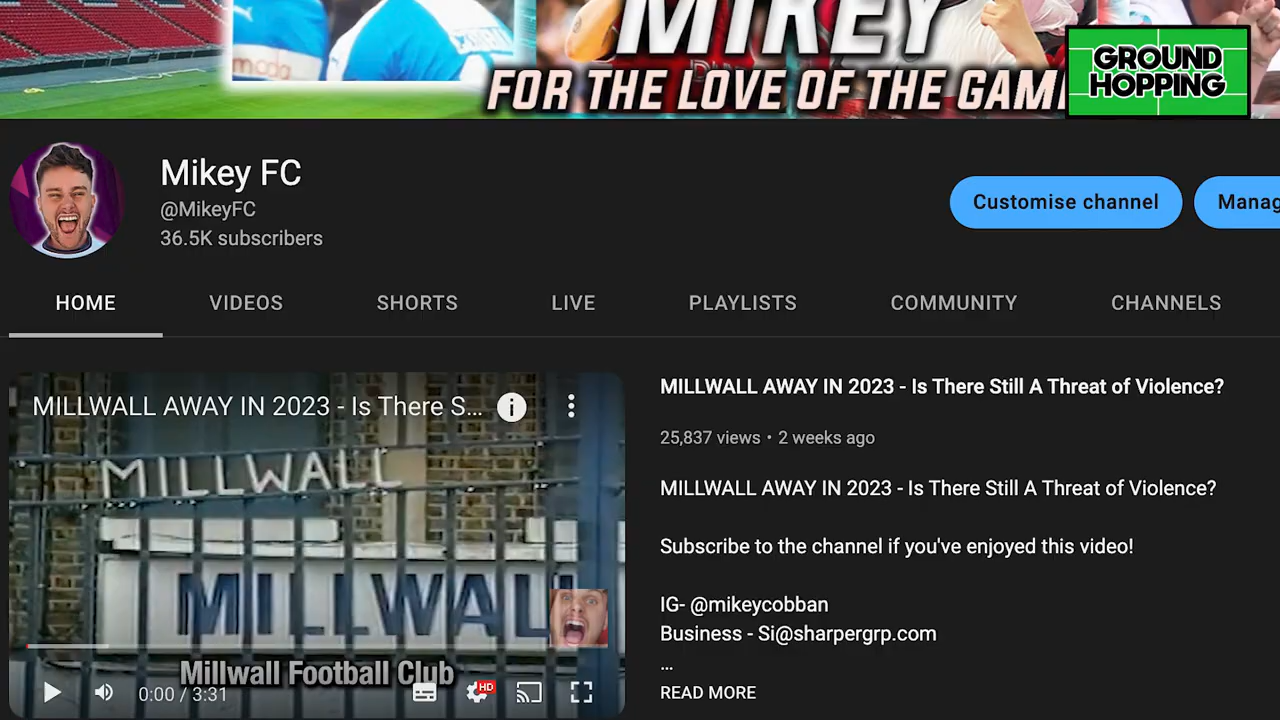 MIKEY
FOR THE LOVE OF THE GAM
GROUND
HOPPING
Mikey FC
@MikeyFC
36.5K subscribers
Customise channel
Manag
HOME
VIDEOS
SHORTS
LIVE
PLAYLISTS
COMMUNITY
CHANNELS
MILLWALL AWAY IN 2023 - Is There S...
MILLWALL
MILLWAL
Millwall Football Club
0:00 / 3:31
HD
MILLWALL AWAY IN 2023 - Is There Still A Threat of Violence?
25,837 views • 2 weeks ago
MILLWALL AWAY IN 2023 - Is There Still A Threat of Violence?
Subscribe to the channel if you've enjoyed this video!
IG- @mikeycobban
Business - Si@sharpergrp.com
...
READ MORE